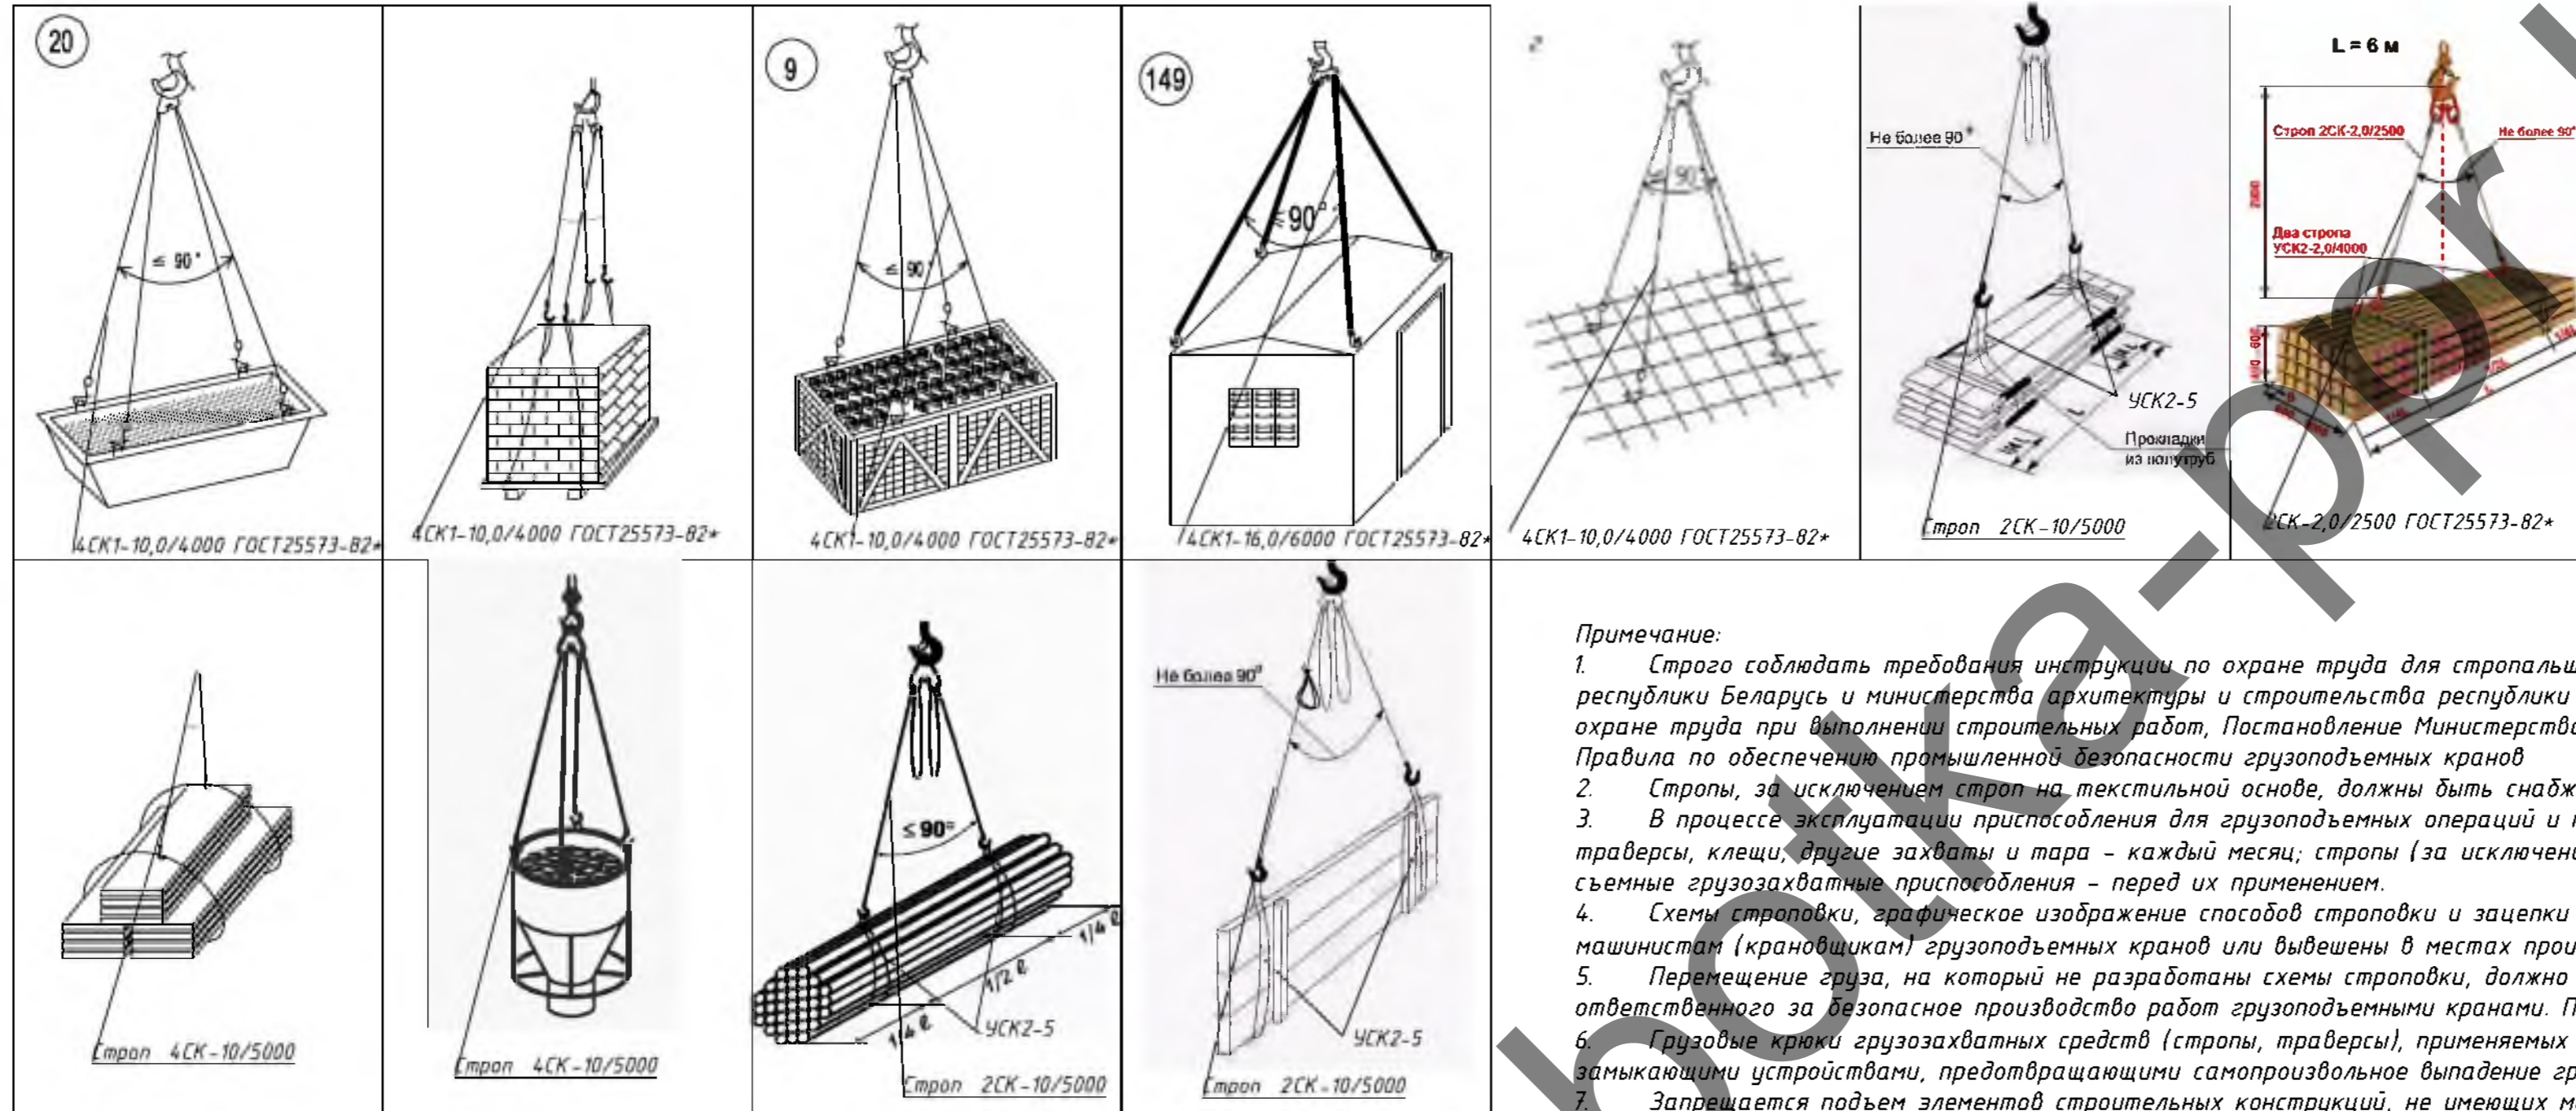 20
≤ 90°
4СК1-10,0/4000 ГОСТ25573-82*
4СК1-10,0/4000 ГОСТ25573-82*
9
≤ 90°
4СК1-10,0/4000 ГОСТ25573-82*
149
≤90°
4СК1-16,0/6000 ГОСТ25573-82*
90°
4СК1-10,0/4000 ГОСТ25573-82*
Не более 90°
УСК2-5
Прокладки
из полутруб
Строп 2СК-10/5000
L = 6 м
Строп 2СК-2,0/2500
Не более 90°
Два стропа
УСК2-2,0/4000
2СК-2,0/2500 ГОСТ25573-82*
Строп 4СК-10/5000
Строп 4СК-10/5000
≤ 90°
1/4 ℓ
1/2 ℓ
1/4 ℓ
УСК2-5
Строп 2СК-10/5000
Не более 90°
УСК2-5
Строп 2СК-10/5000
Примечание:
1. Строго соблюдать требования инструкции по охране труда для стропальщ
республики Беларусь и министерства архитектуры и строительства республики
охране труда при выполнении строительных работ, Постановление Министерство
Правила по обеспечению промышленной безопасности грузоподъемных кранов
2. Стропы, за исключением строп на текстильной основе, должны быть снабж
3. В процессе эксплуатации приспособления для грузоподъемных операций и
траверсы, клещи, другие захваты и тара – каждый месяц; стропы (за исключени
съемные грузозахватные приспособления – перед их применением.
4. Схемы строповки, графическое изображение способов строповки и зацепки
машинистам (крановщикам) грузоподъемных кранов или вывешены в местах прои
5. Перемещение груза, на который не разработаны схемы строповки, должно
ответственного за безопасное производство работ грузоподъемными кранами. П
6. Грузовые крюки грузозахватных средств (стропы, траверсы), применяемых
замыкающими устройствами, предотвращающими самопроизвольное выпадение гр
7. Запрещается подъем элементов строительных конструкций, не имеющих
botka-ppr